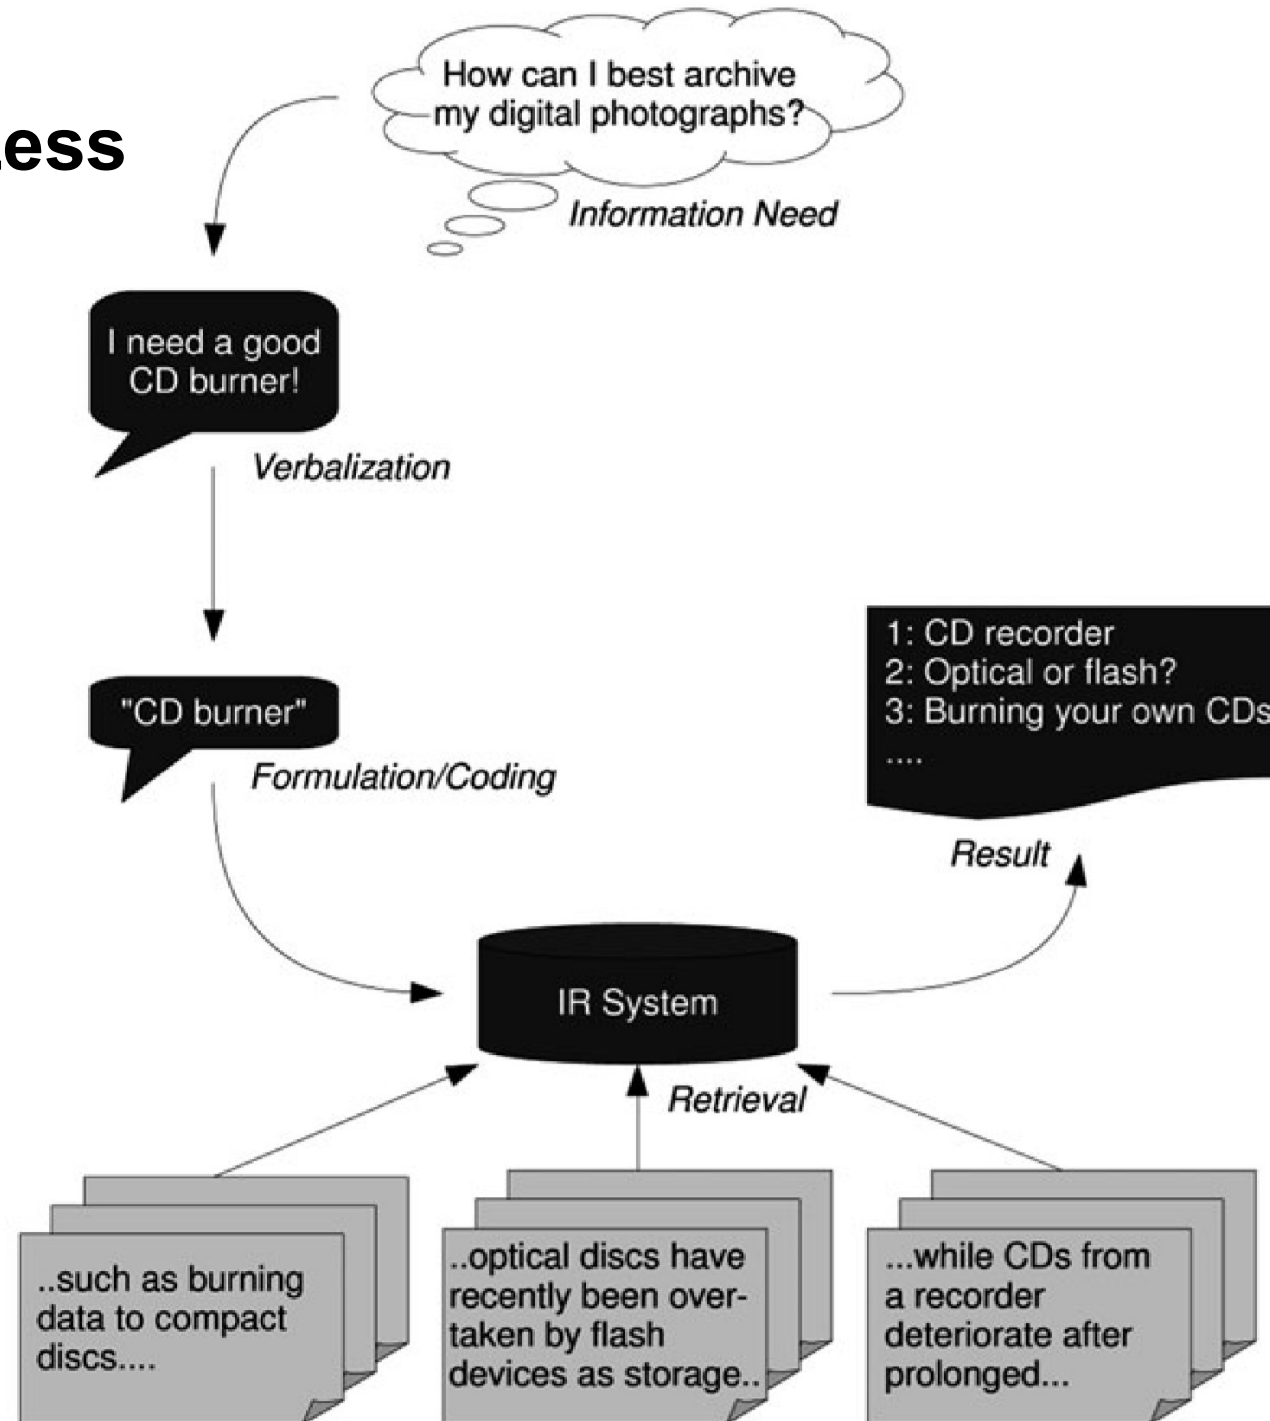 How can I best archive
my digital photographs?
ess
Information Need
I need a good
CD burner!
Verbalization
"CD burner"
Formulation/Coding
1: CD recorder
2: Optical or flash?
3: Burning your own CDs
....
Result
IR System
Retrieval
..such as burning
data to compact
discs....
..optical discs have
recently been over-
taken by flash
devices as storage..
...while CDs from
a recorder
deteriorate after
prolonged...